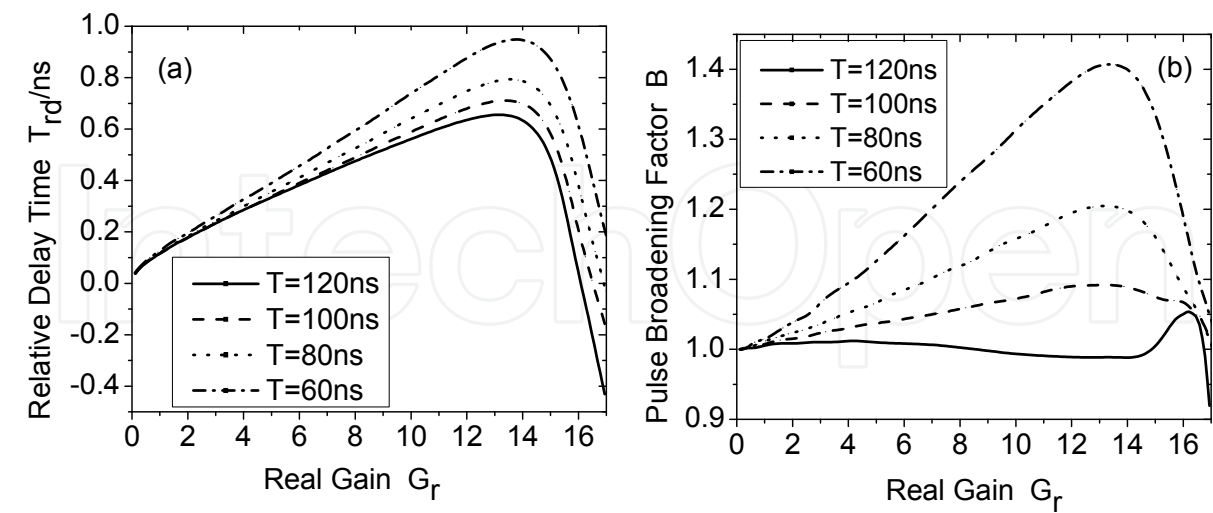 (a)
Relative Delay Time T_rd/ns
1.0
0.8
0.6
0.4
0.2
0.0
-0.2
-0.4
T=120ns
T=100ns
T=80ns
T=60ns
0 2 4 6 8 10 12 14 16
Real Gain G_r
(b)
Pulse Broadening Factor B
1.4
1.3
1.2
1.1
1.0
0.9
T=120ns
T=100ns
T=80ns
T=60ns
0 2 4 6 8 10 12 14 16
Real Gain G_r
IntechOpen